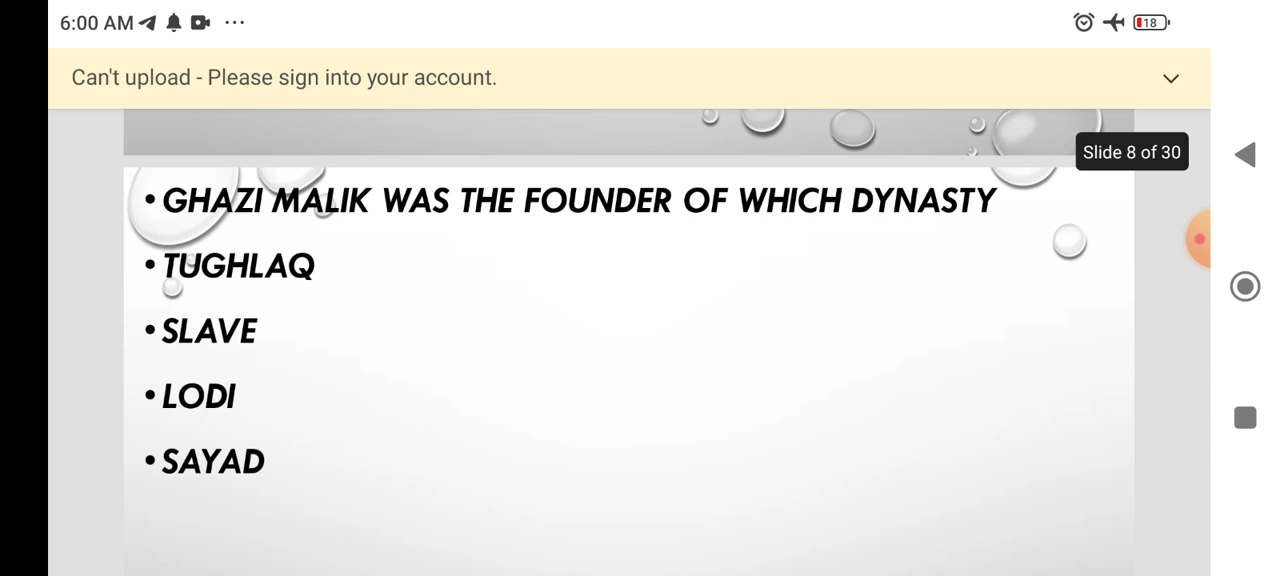 6:00 AM
18
Can't upload - Please sign into your account.
Slide 8 of 30
• GHAZI MALIK WAS THE FOUNDER OF WHICH DYNASTY
• TUGHLAQ
• SLAVE
• LODI
• SAYAD